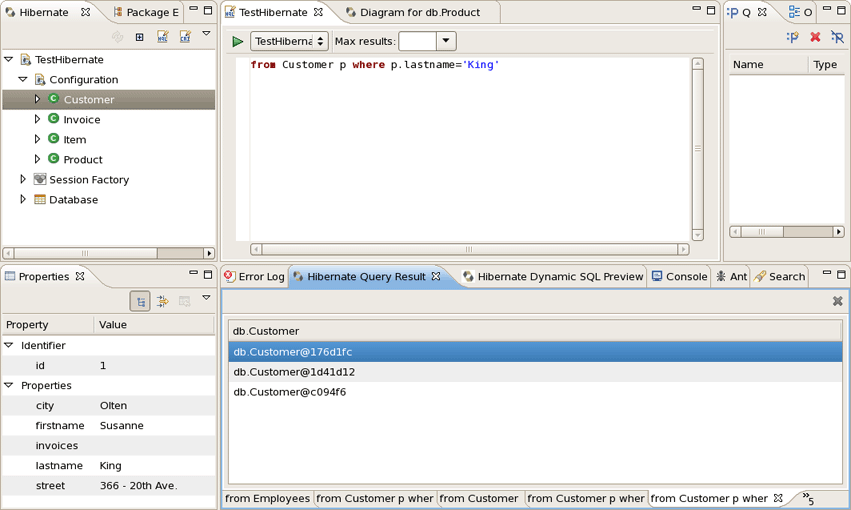 Hibernate
Package E
TestHibernate
Configuration
Customer
Invoice
Item
Product
Session Factory
Database
TestHibernate
Diagram for db.Product
TestHiberna
Max results:
from Customer p where p.lastname='King'
Q
O
Name Type
Properties
Property Value
Identifier
id 1
Properties
city Olten
firstname Susanne
invoices
lastname King
street 366 - 20th Ave.
Error Log
Hibernate Query Result
Hibernate Dynamic SQL Preview
Console
Ant
Search
db.Customer
db.Customer@176d1fc
db.Customer@1d41d12
db.Customer@c094f6
from Employees
from Customer p wher
from Customer
from Customer p wher
from Customer p wher
»5